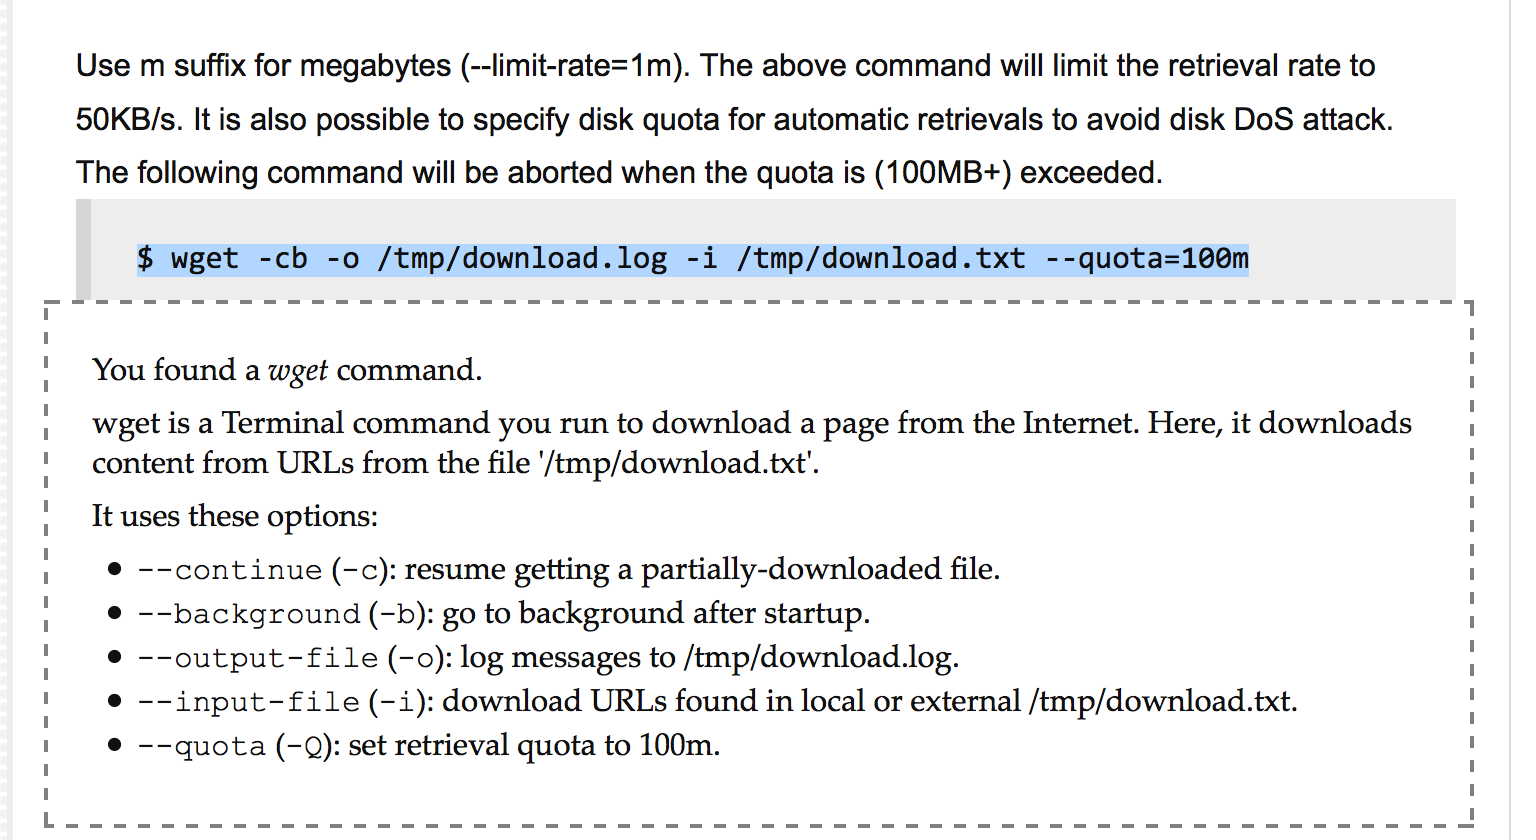 Use m suffix for megabytes (--limit-rate=1m). The above command will limit the retrieval rate to
50KB/s. It is also possible to specify disk quota for automatic retrievals to avoid disk DoS attack.
The following command will be aborted when the quota is (100MB+) exceeded.
$ wget -cb -o /tmp/download.log -i /tmp/download.txt --quota=100m
You found a wget command.
wget is a Terminal command you run to download a page from the Internet. Here, it downloads
content from URLs from the file '/tmp/download.txt'.
It uses these options:
• --continue (-c): resume getting a partially-downloaded file.
• --background (-b): go to background after startup.
• --output-file (-o): log messages to /tmp/download.log.
• --input-file (-i): download URLs found in local or external /tmp/download.txt.
• --quota (-Q): set retrieval quota to 100m.